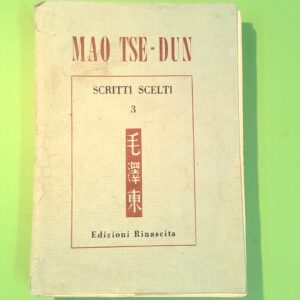 MAO TSE-DUN
SCRITTI SCELTI
3
毛
澤
東
Edizioni Rinascita